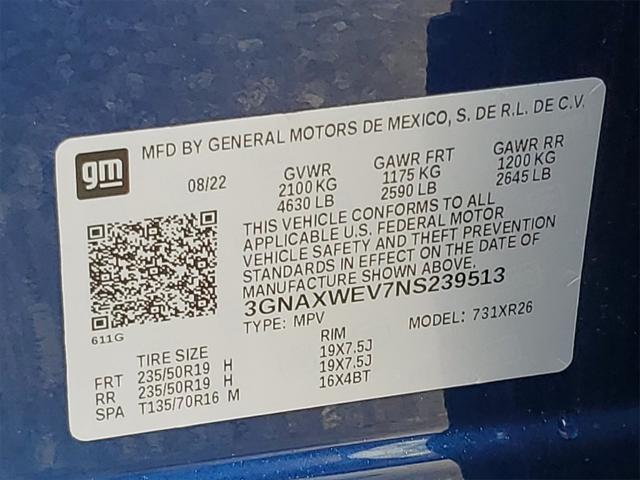 gm
MFD BY GENERAL MOTORS DE MEXICO, S. DE R.L. DE C.V.
08/22 GVWR GAWR FRT GAWR RR
2100 KG 1175 KG 1200 KG
4630 LB 2590 LB 2645 LB
THIS VEHICLE CONFORMS TO ALL
APPLICABLE U.S. FEDERAL MOTOR
VEHICLE SAFETY AND THEFT PREVENTION
STANDARDS IN EFFECT ON THE DATE OF
MANUFACTURE SHOWN ABOVE.
3GNAXWEV7NS239513
TYPE: MPV MODEL: 731XR26
611G
TIRE SIZE RIM
FRT 235/50R19 H 19X7.5J
RR 235/50R19 H 19X7.5J
SPA T135/70R16 M 16X4BT